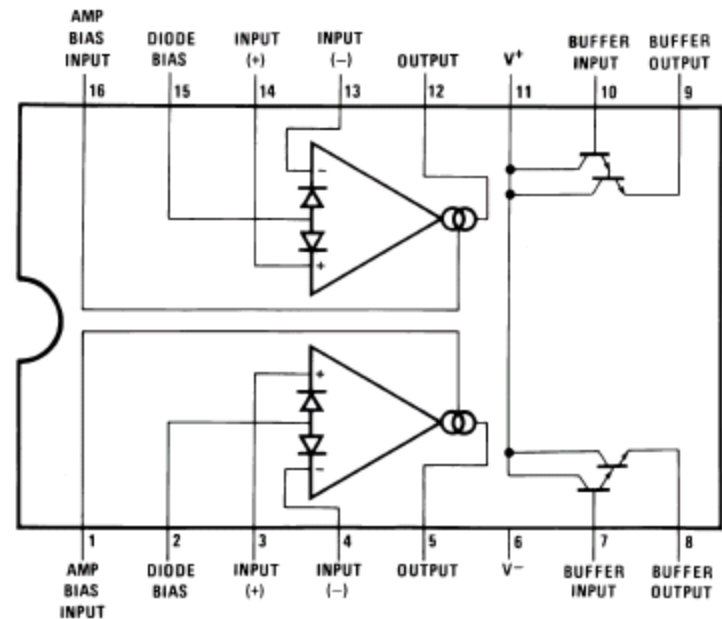 AMP
BIAS
INPUT
DIODE
BIAS
INPUT
(+)
INPUT
(−)
OUTPUT
V+
BUFFER
INPUT
BUFFER
OUTPUT
16 15 14 13 12 11 10 9
−
+
+
−
1 2 3 4 5 6 7 8
AMP
BIAS
INPUT
DIODE
BIAS
INPUT
(+)
INPUT
(−)
OUTPUT
V−
BUFFER
INPUT
BUFFER
OUTPUT